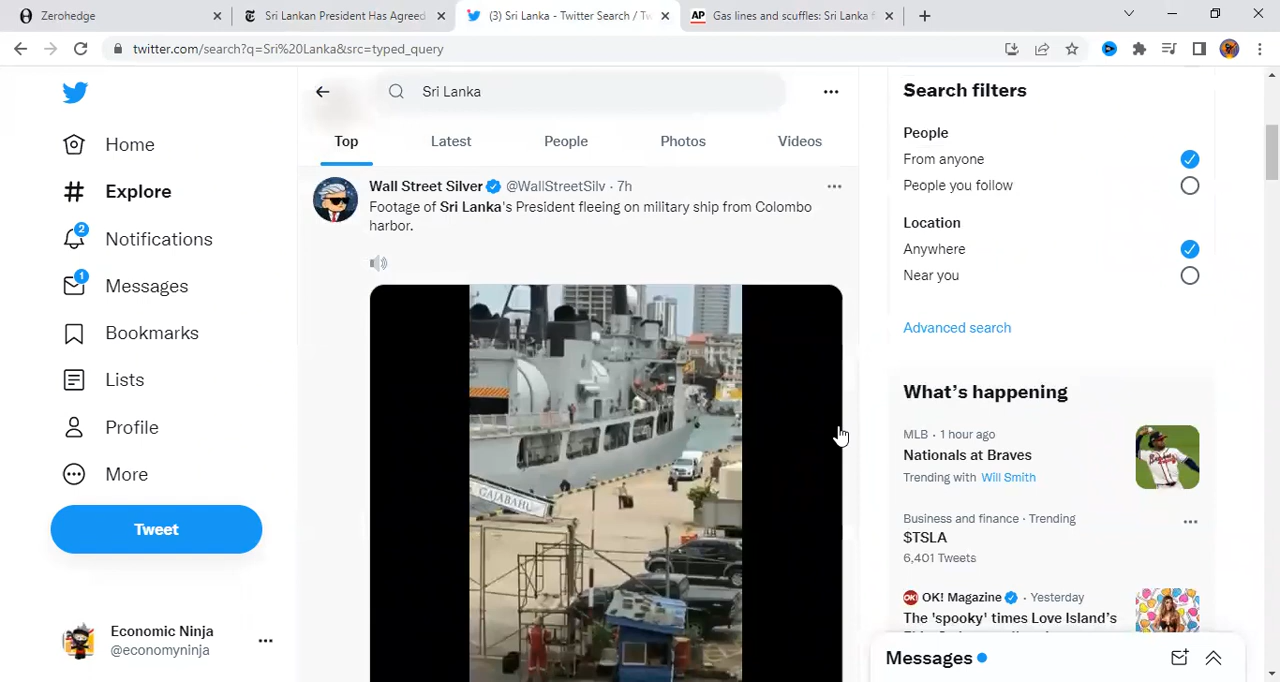 Zerohedge
Sri Lankan President Has Agreed
(3) Sri Lanka - Twitter Search / Tw
AP
Gas lines and scuffles: Sri Lanka f
twitter.com/search?q=Sri%20Lanka&src=typed_query
Home
Explore
2
Notifications
1
Messages
Bookmarks
Lists
Profile
More
Tweet
Economic Ninja
@economyninja
Sri Lanka
Top
Latest
People
Photos
Videos
Wall Street Silver @WallStreetSilv · 7h
Footage of Sri Lanka's President fleeing on military ship from Colombo
harbor.
GAJABAHU
Search filters
People
From anyone
People you follow
Location
Anywhere
Near you
Advanced search
What's happening
MLB · 1 hour ago
Nationals at Braves
Trending with Will Smith
Business and finance · Trending
$TSLA
6,401 Tweets
OK! OK! Magazine · Yesterday
The 'spooky' times Love Island's
Messages